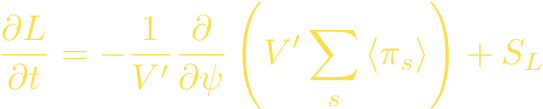 ∂L/∂t = − 1/V′ ∂/∂ψ ( V′ ∑_s ⟨π_s⟩ ) + S_L